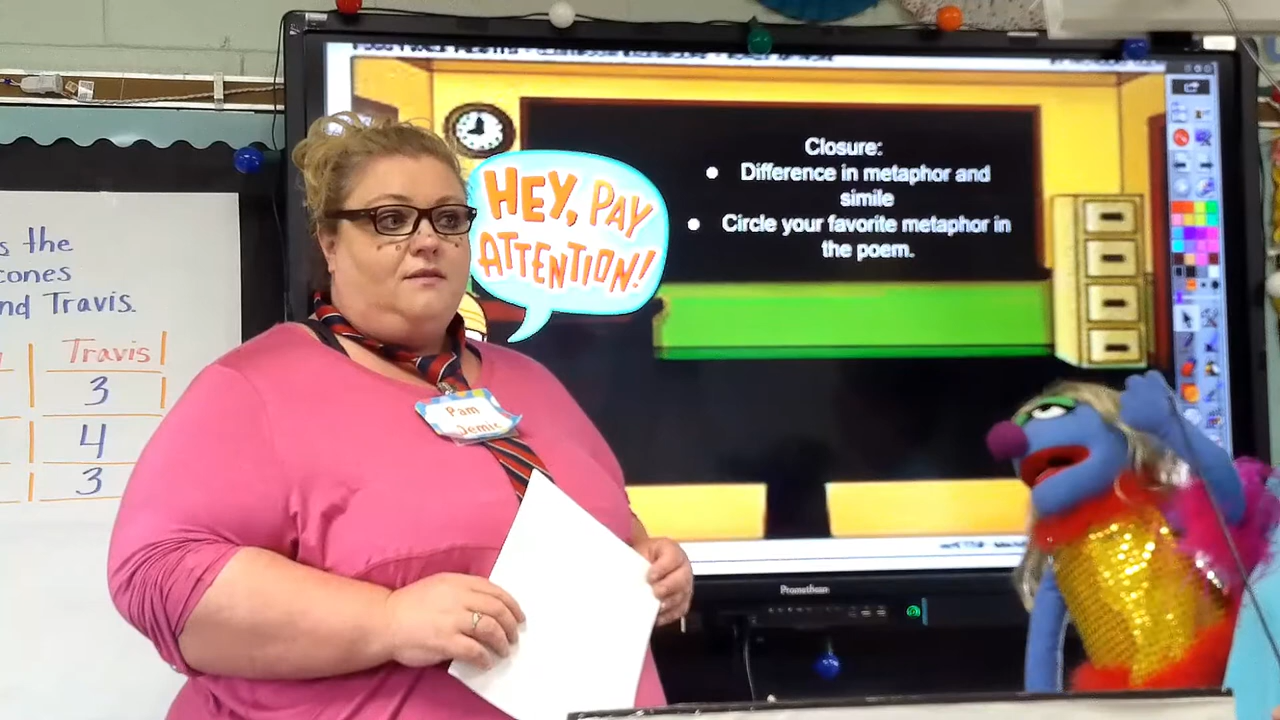 s the
cones
nd Travis.
Travis
3
4
3
HEY, PAY
ATTENTION!
Closure:
• Difference in metaphor and
simile
• Circle your favorite metaphor in
the poem.
Pam
Demic
Promethean